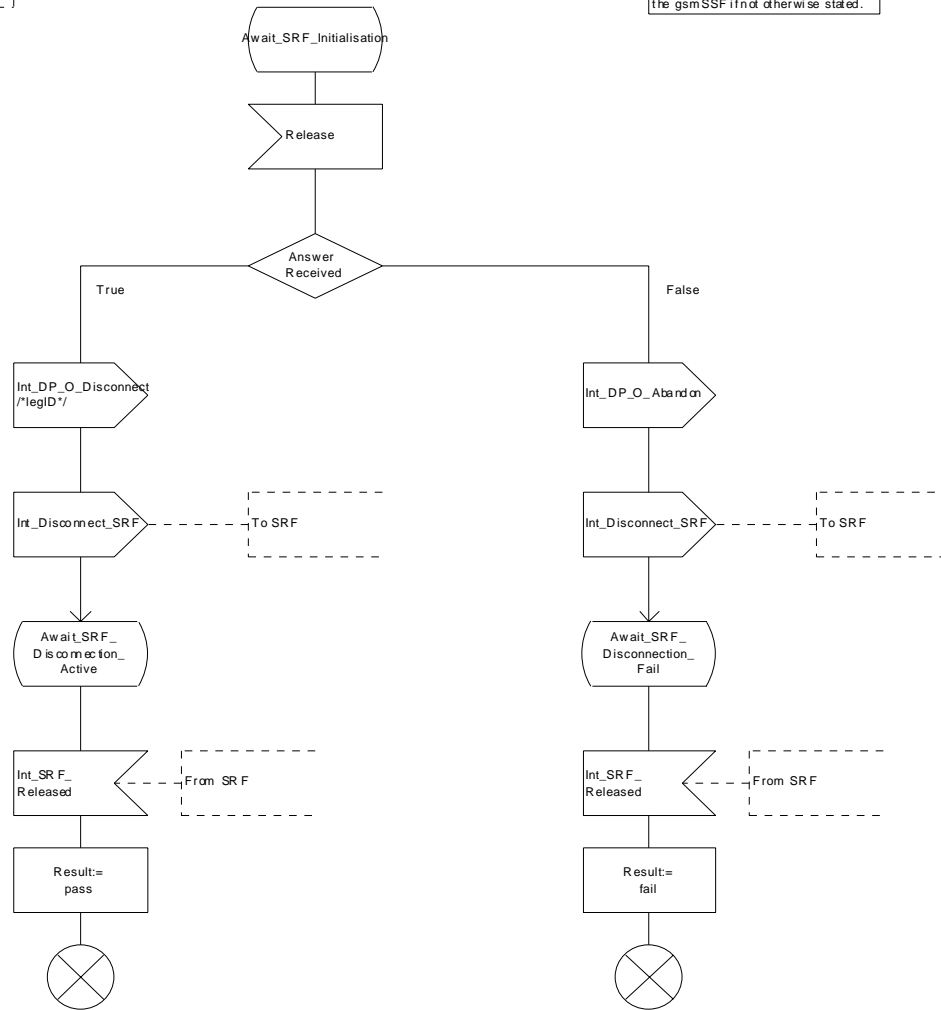 the gsmSSF if not otherwise stated.
Await_SRF_Initialisation
Release
Answer
Received
True
False
Int_DP_O_Disconnect
/*legID*/
Int_DP_O_Abandon
Int_Disconnect_SRF
To SRF
Int_Disconnect_SRF
To SRF
Await_SRF_
Disconnection_
Active
Await_SRF_
Disconnection_
Fail
Int_SRF_
Released
From SRF
Int_SRF_
Released
From SRF
Result:=
pass
Result:=
fail